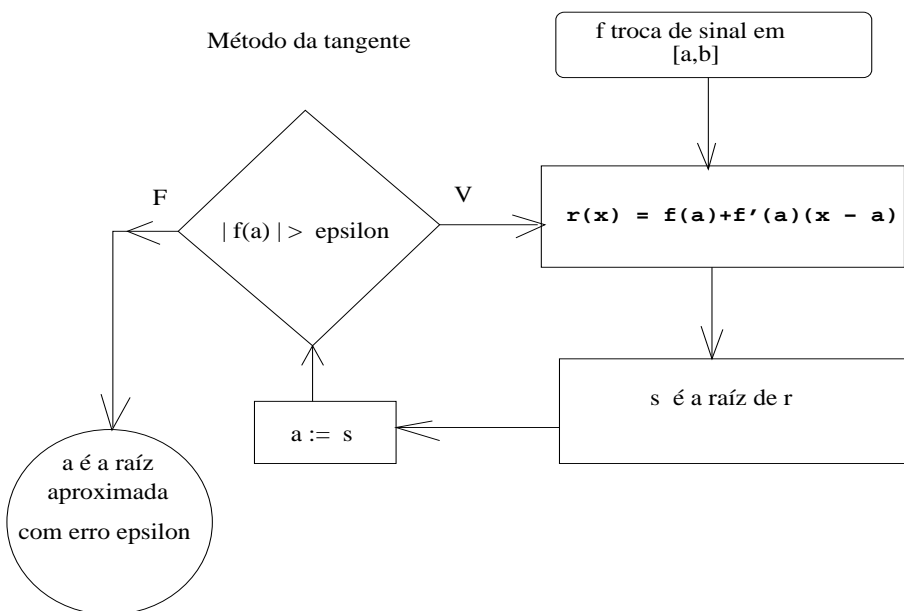 Método da tangente
f troca de sinal em
[a,b]
F
V
| f(a) | > epsilon
r(x) = f(a)+f'(a)(x - a)
s é a raíz de r
a := s
a é a raíz
aproximada
com erro epsilon